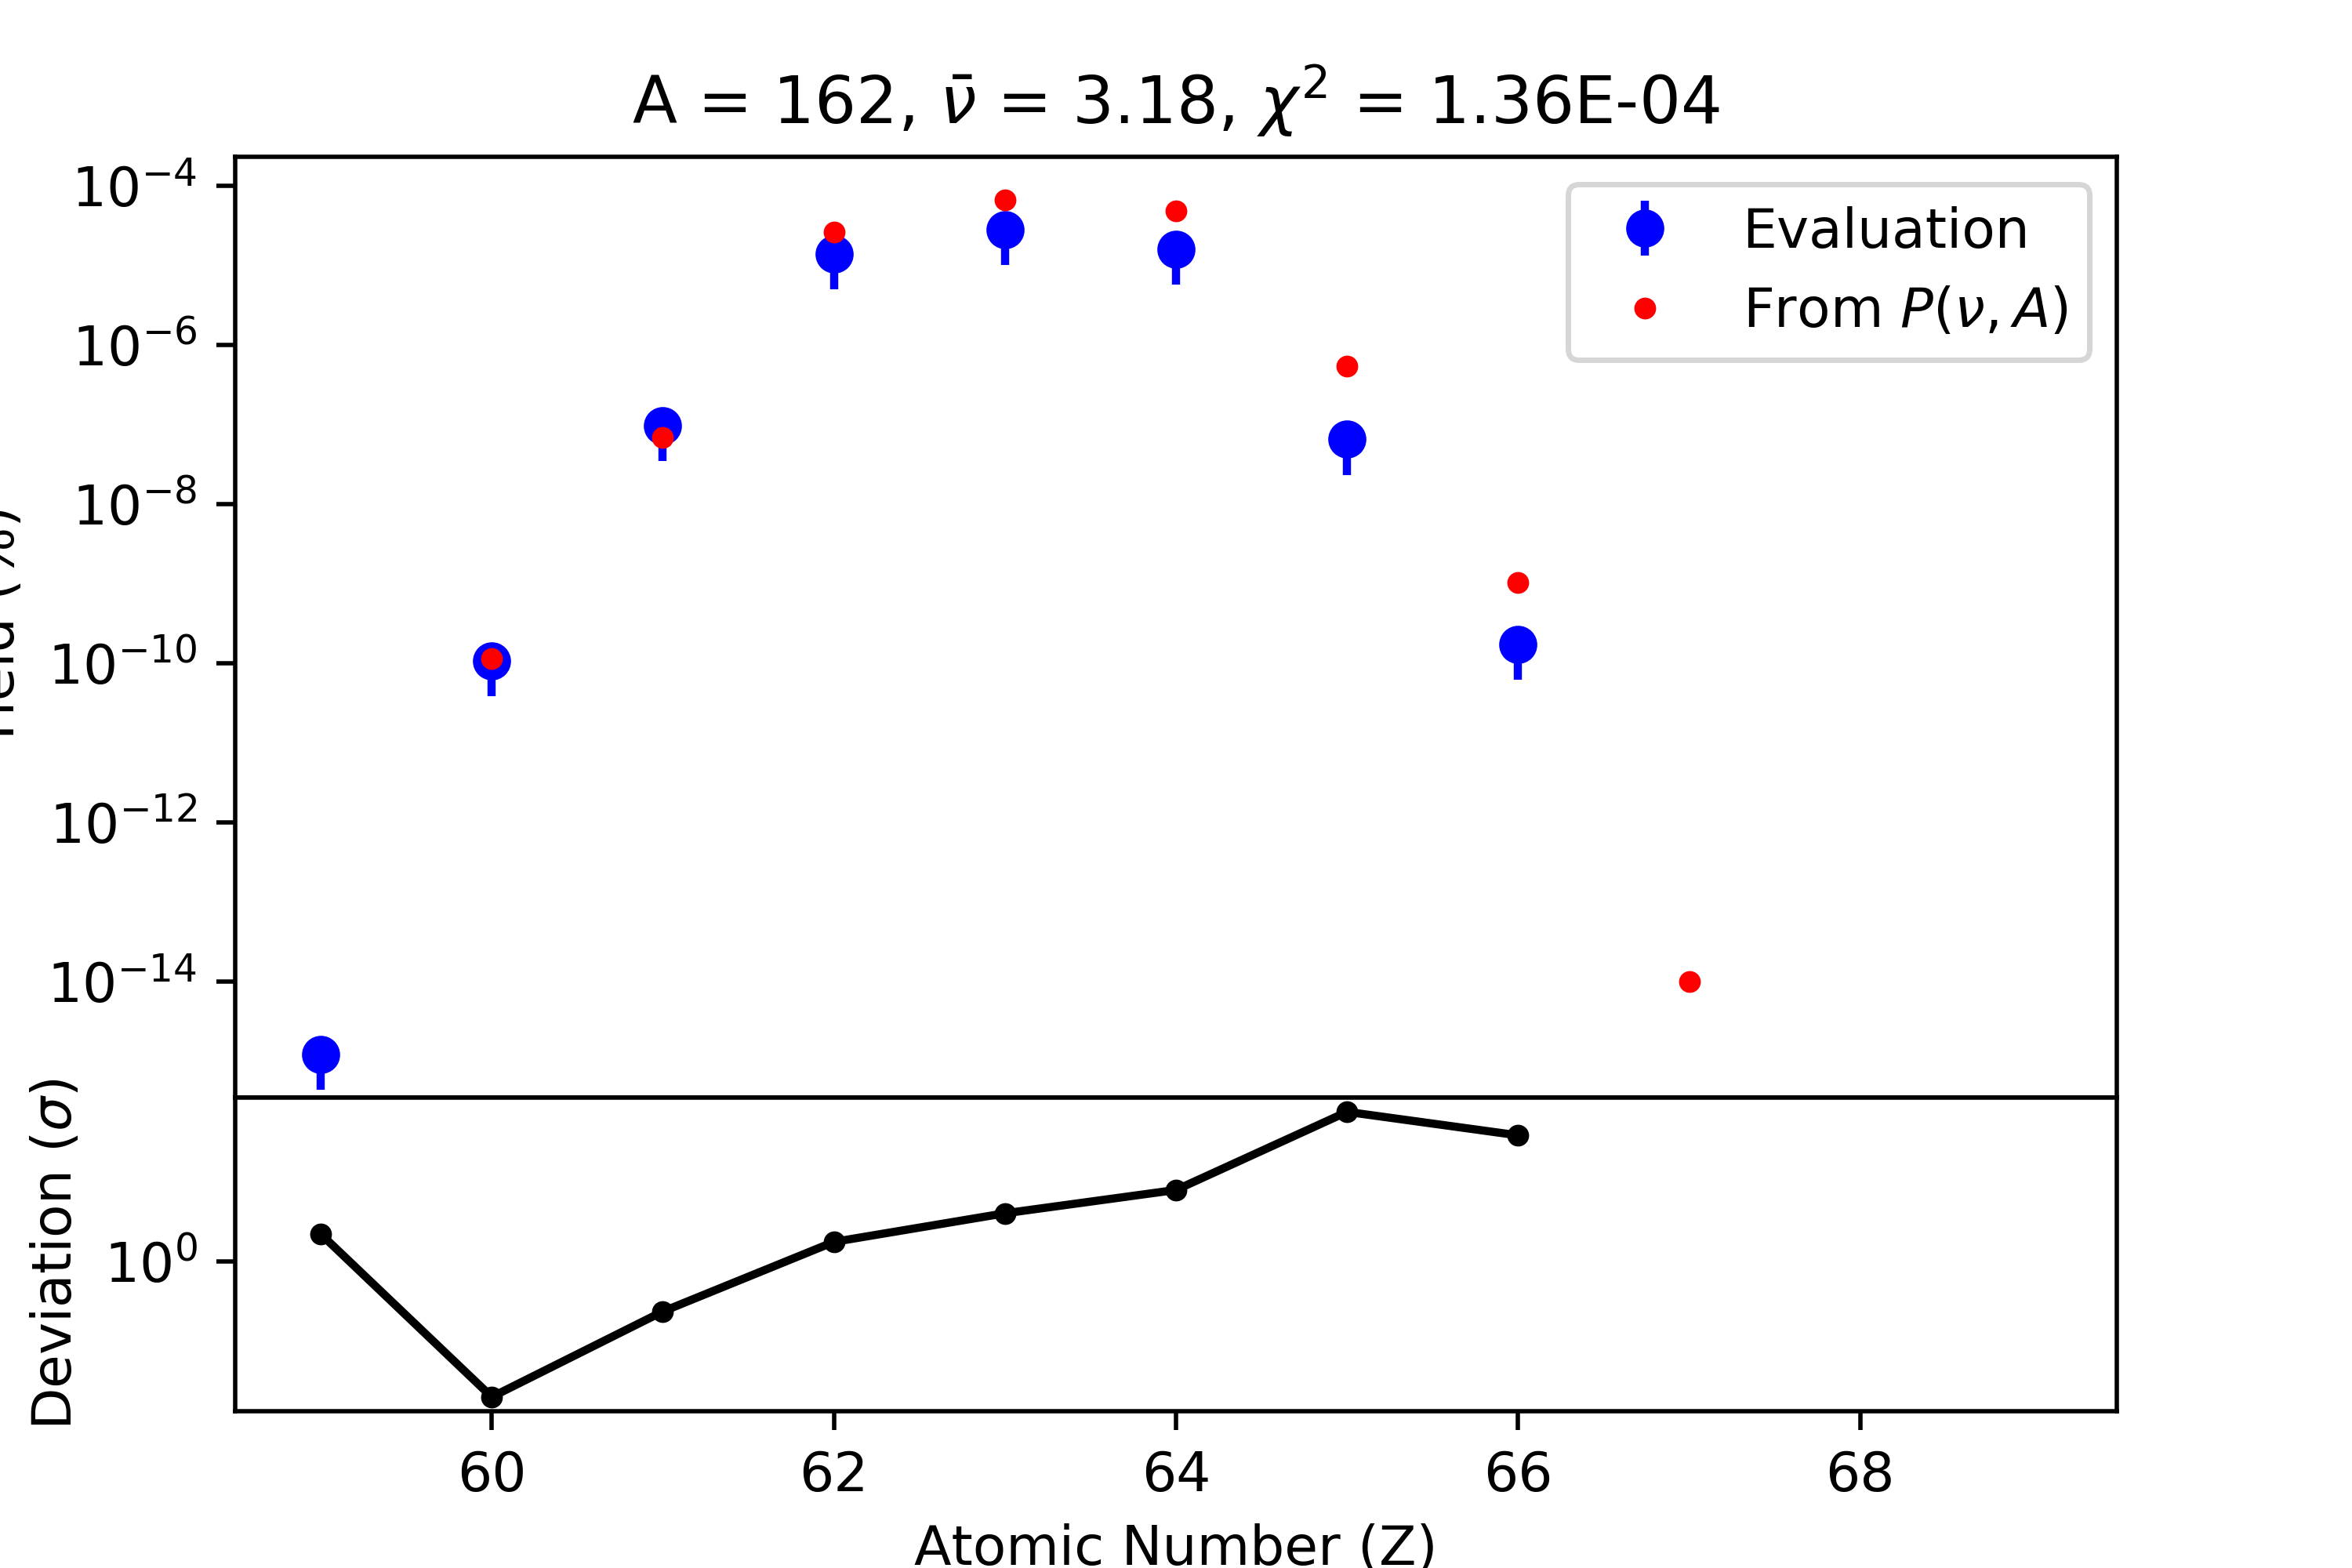 A = 162, ν̄ = 3.18, χ² = 1.36E-04
10⁻⁴
10⁻⁶
10⁻⁸
10⁻¹⁰
10⁻¹²
10⁻¹⁴
(%)
Evaluation
From P(ν, A)
Deviation (σ)
10⁰
60
62
64
66
68
Atomic Number (Z)